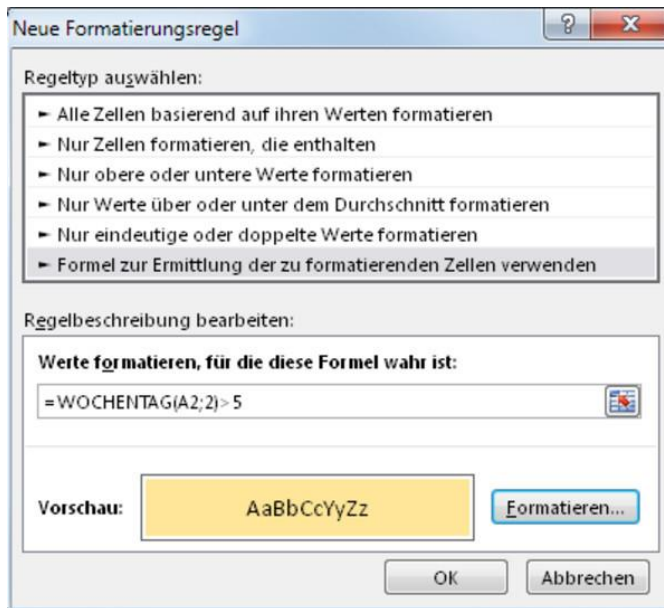 Neue Formatierungsregel
Regeltyp auswählen:
► Alle Zellen basierend auf ihren Werten formatieren
► Nur Zellen formatieren, die enthalten
► Nur obere oder untere Werte formatieren
► Nur Werte über oder unter dem Durchschnitt formatieren
► Nur eindeutige oder doppelte Werte formatieren
► Formel zur Ermittlung der zu formatierenden Zellen verwenden
Regelbeschreibung bearbeiten:
Werte formatieren, für die diese Formel wahr ist:
=WOCHENTAG(A2;2)>5
Vorschau: AaBbCcYyZz Formatieren...
OK Abbrechen